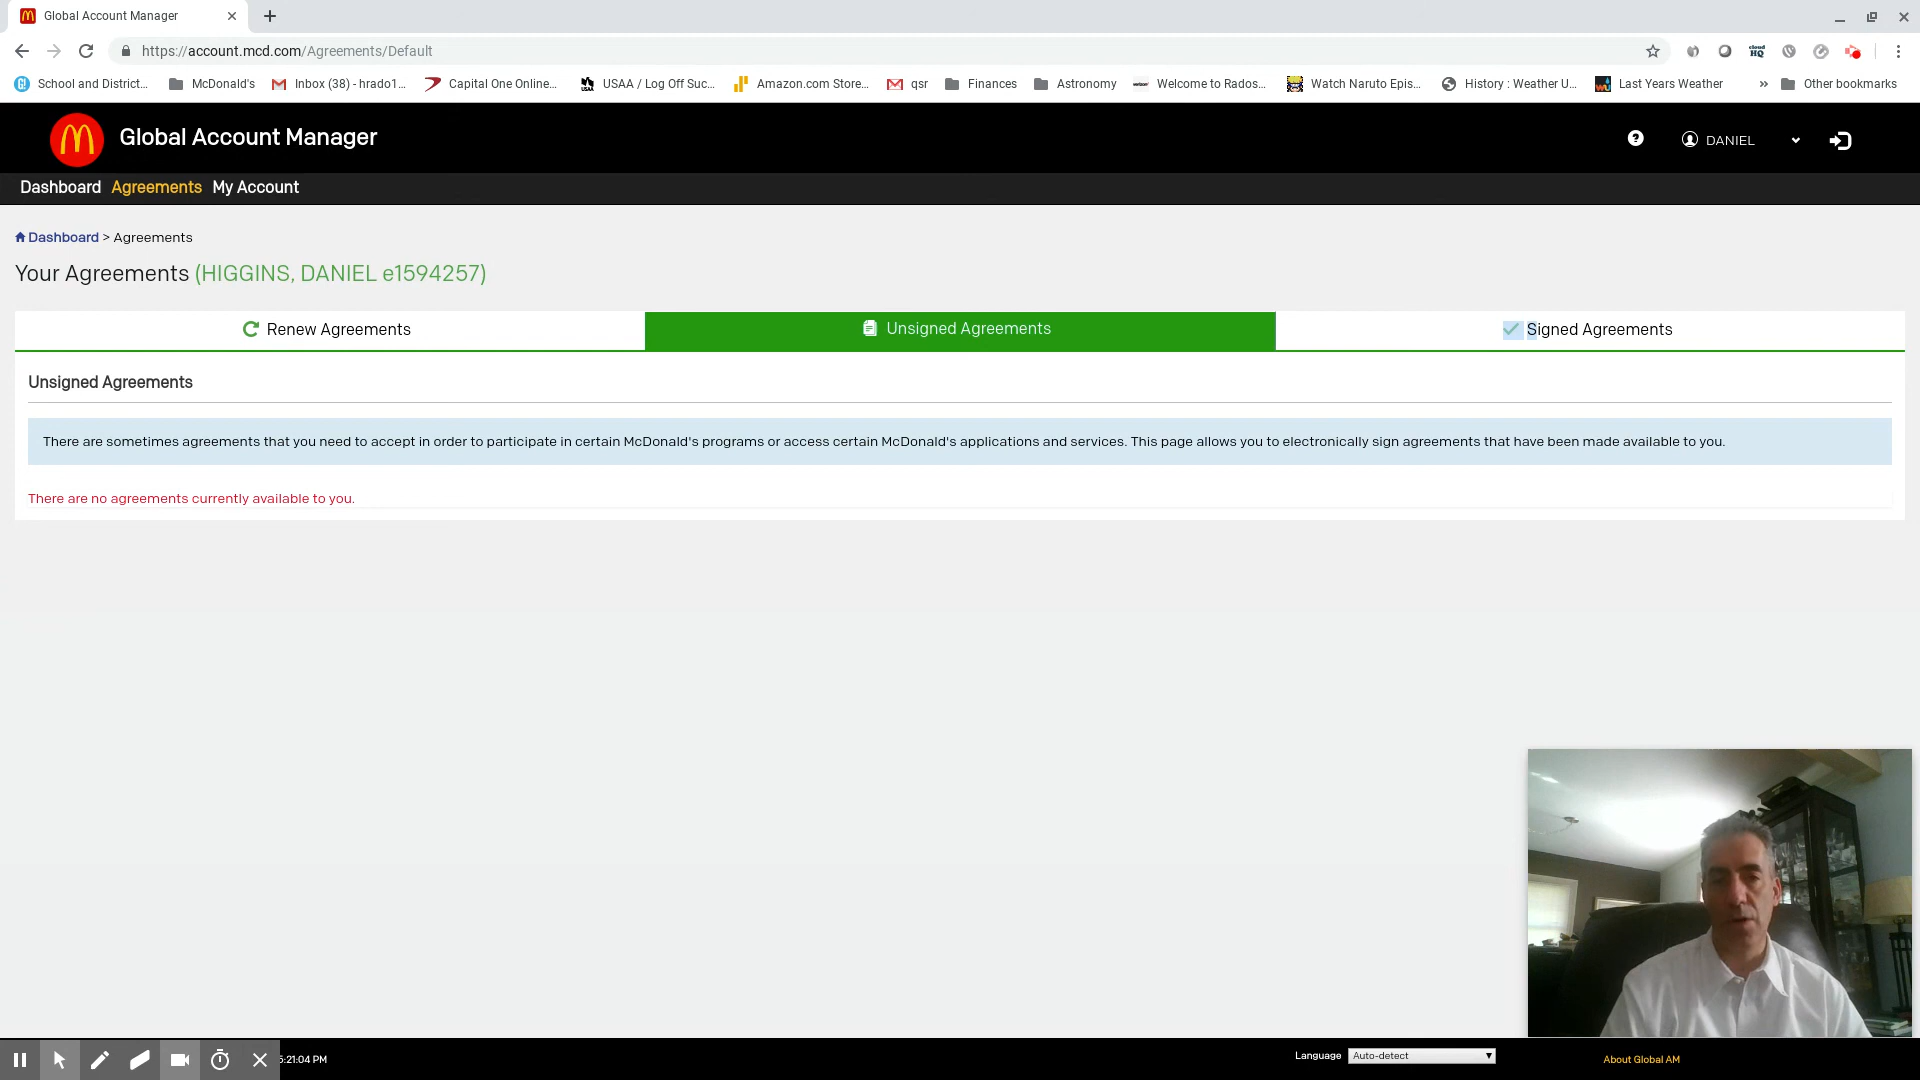 Global Account Manager
https://account.mcd.com/Agreements/Default
School and District... McDonald's Inbox (38) - hrado1... Capital One Online... USAA / Log Off Suc... Amazon.com Store... qsr Finances Astronomy Welcome to Rados... Watch Naruto Epis... History : Weather U... Last Years Weather » Other bookmarks
Global Account Manager
DANIEL
Dashboard Agreements My Account
Dashboard > Agreements
Your Agreements (HIGGINS, DANIEL e1594257)
Renew Agreements Unsigned Agreements Signed Agreements
Unsigned Agreements
There are sometimes agreements that you need to accept in order to participate in certain McDonald's programs or access certain McDonald's applications and services. This page allows you to electronically sign agreements that have been made available to you.
There are no agreements currently available to you.
:21:04 PM Language Auto-detect About Global AM